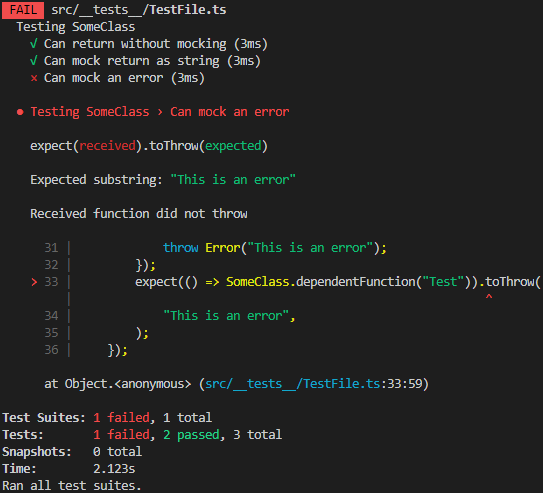 FAIL src/__tests__/TestFile.ts
Testing SomeClass
√ Can return without mocking (3ms)
√ Can mock return as string (3ms)
× Can mock an error (3ms)
● Testing SomeClass › Can mock an error
expect(received).toThrow(expected)
Expected substring: "This is an error"
Received function did not throw
31 | throw Error("This is an error");
32 | });
> 33 | expect(() => SomeClass.dependentFunction("Test")).toThrow(
| ^
34 | "This is an error",
35 | );
36 | });
at Object.<anonymous> (src/__tests__/TestFile.ts:33:59)
Test Suites: 1 failed, 1 total
Tests: 1 failed, 2 passed, 3 total
Snapshots: 0 total
Time: 2.123s
Ran all test suites.